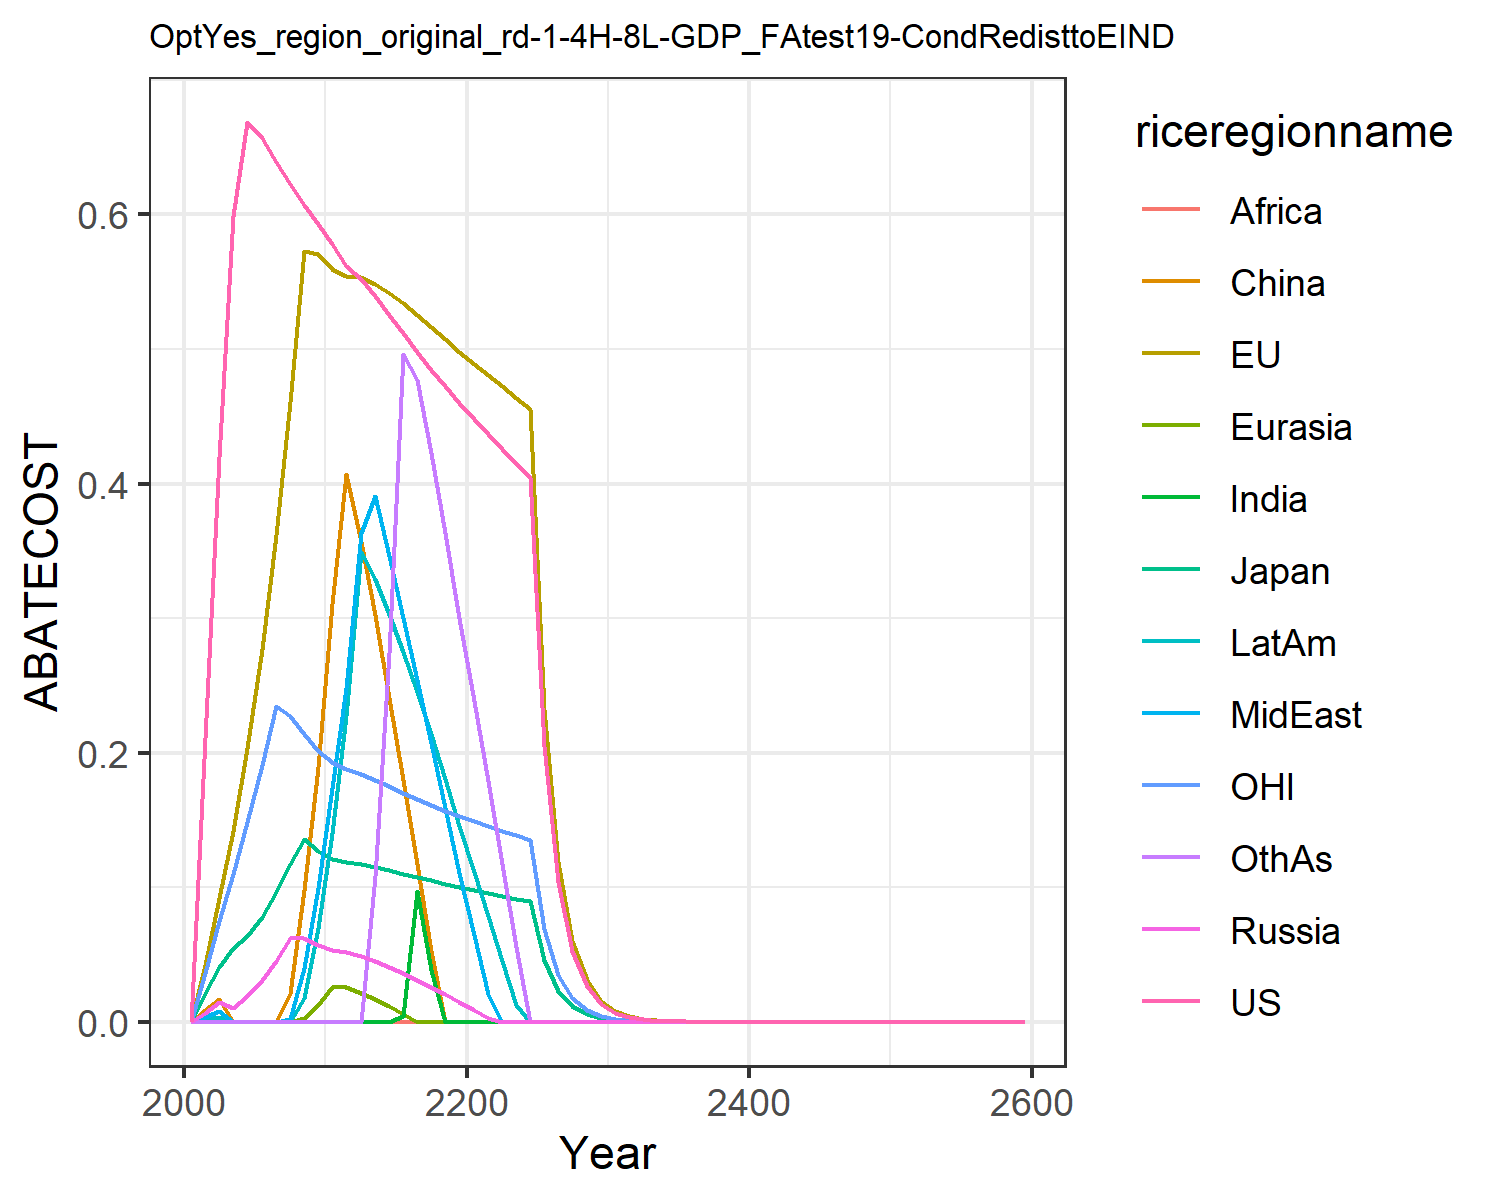 OptYes_region_original_rd-1-4H-8L-GDP_FAtest19-CondRedisttoEIND
riceregionname
Africa
China
EU
Eurasia
India
Japan
LatAm
MidEast
OHI
OthAs
Russia
US
ABATECOST
0.6
0.4
0.2
0.0
2000
2200
2400
2600
Year